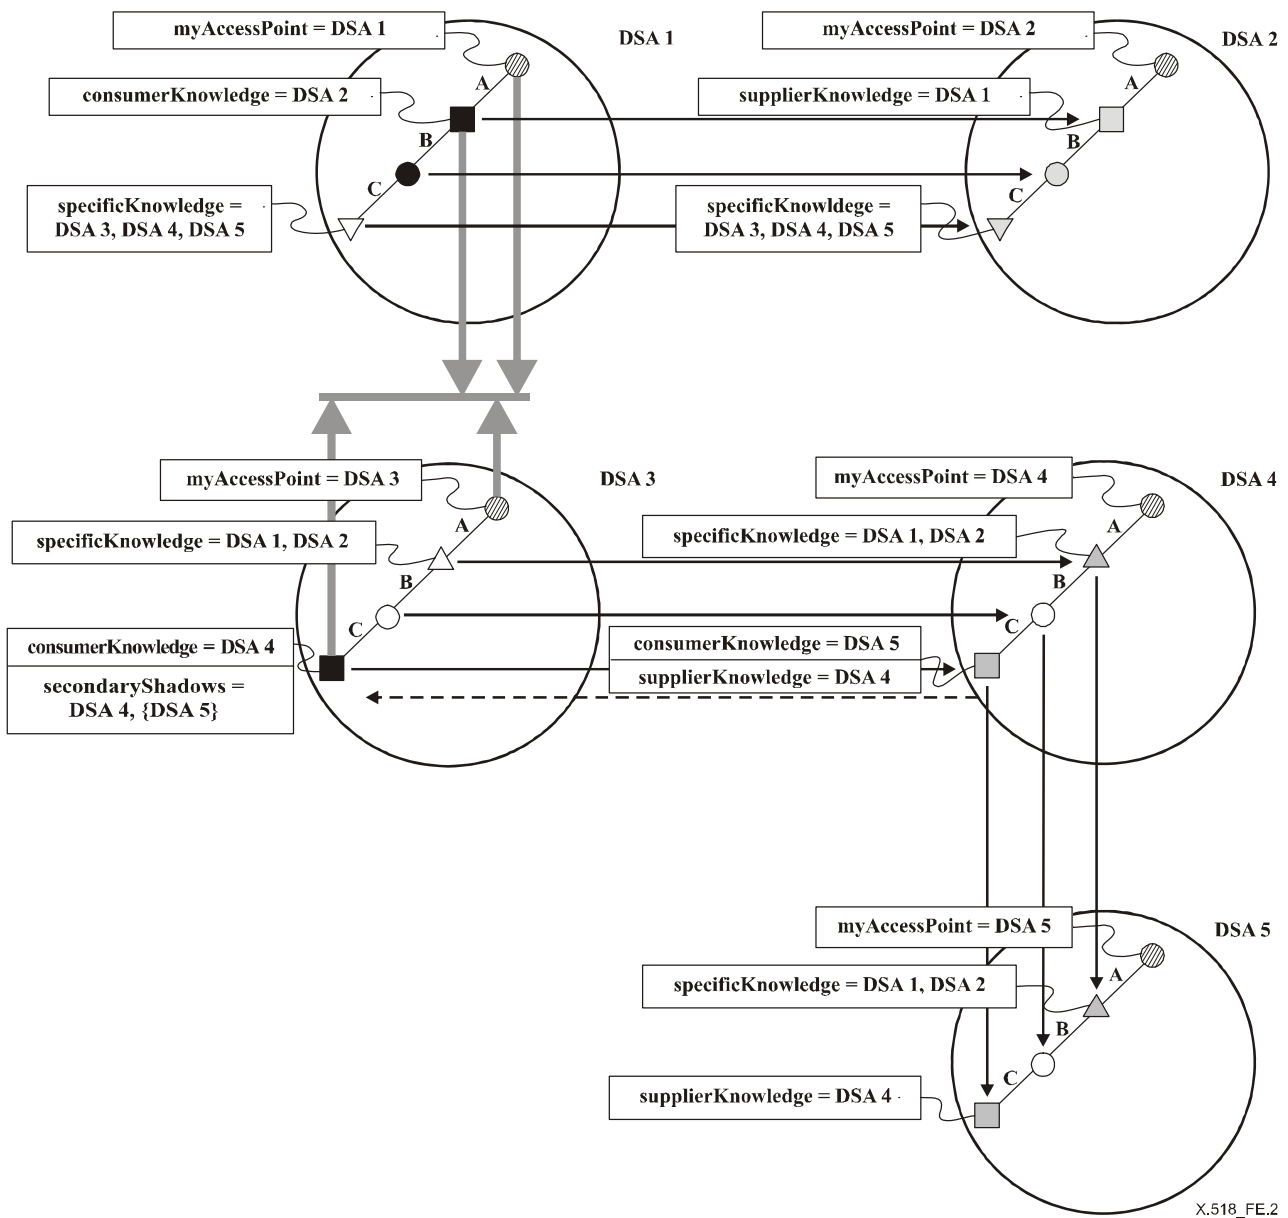 myAccessPoint = DSA 1
DSA 1
myAccessPoint = DSA 2
DSA 2
A
A
consumerKnowledge = DSA 2
supplierKnowledge = DSA 1
B
B
C
C
specificKnowledge =
DSA 3, DSA 4, DSA 5
specificKnowldege =
DSA 3, DSA 4, DSA 5
myAccessPoint = DSA 3
DSA 3
myAccessPoint = DSA 4
DSA 4
A
A
specificKnowledge = DSA 1, DSA 2
specificKnowledge = DSA 1, DSA 2
B
B
C
C
consumerKnowledge = DSA 4
secondaryShadows =
DSA 4, {DSA 5}
consumerKnowledge = DSA 5
supplierKnowledge = DSA 4
myAccessPoint = DSA 5
DSA 5
A
specificKnowledge = DSA 1, DSA 2
B
C
supplierKnowledge = DSA 4
X.518_FE.2